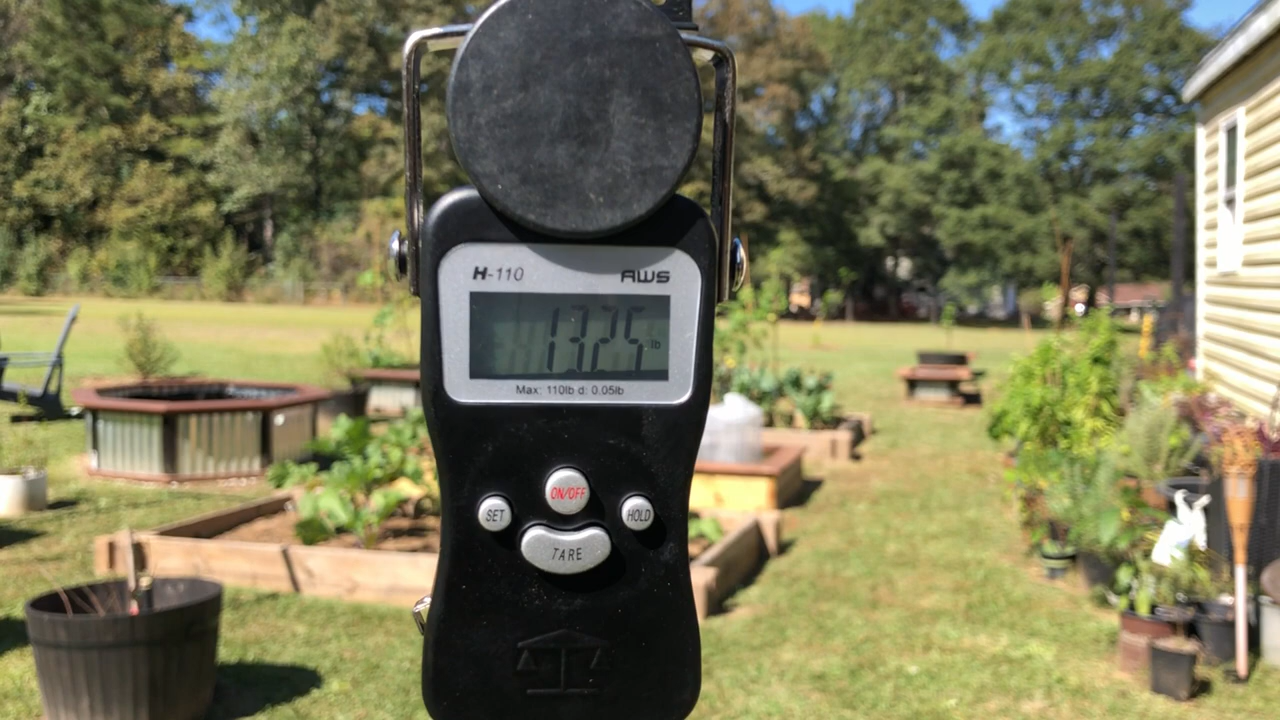 H-110 AWS
13.25 lb
Max: 110lb d: 0.05lb
ON/OFF
SET HOLD
TARE